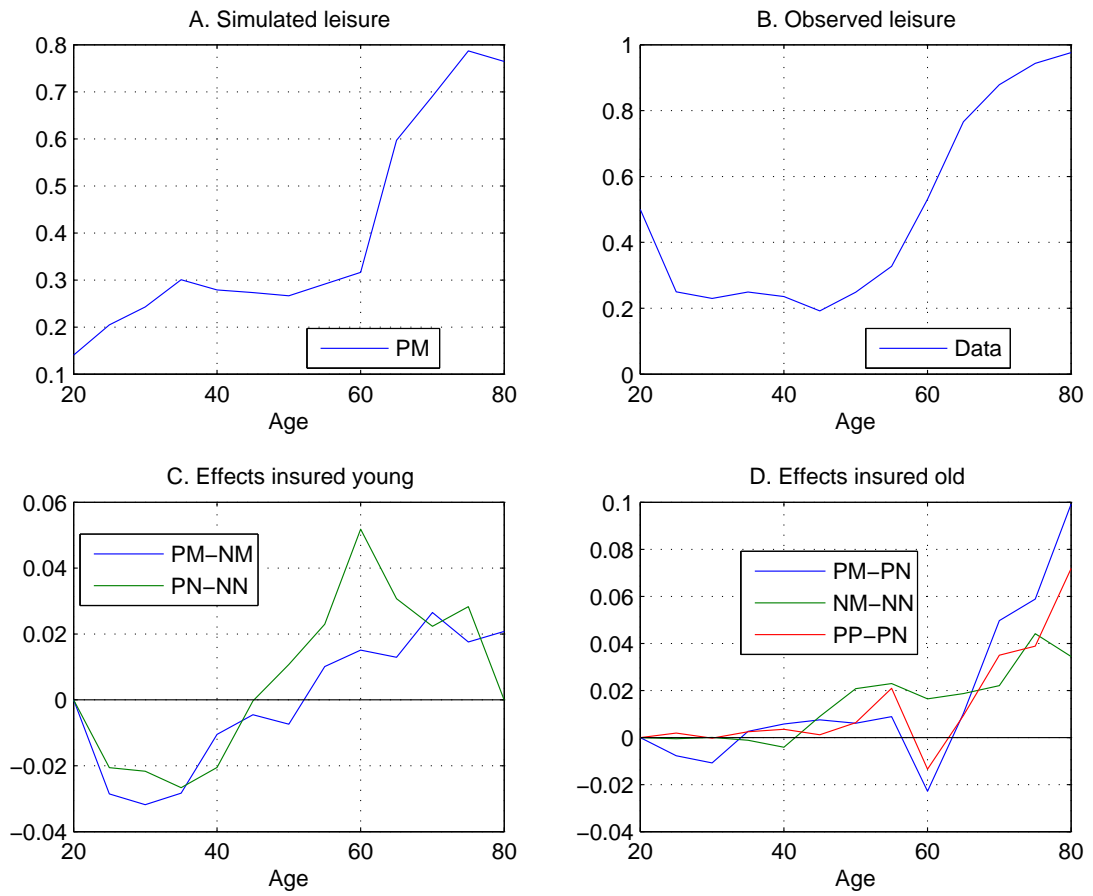 A. Simulated leisure
0.8
0.7
0.6
0.5
0.4
0.3
0.2
0.1
20
40
60
80
Age
PM
B. Observed leisure
1
0.8
0.6
0.4
0.2
0
20
40
60
80
Age
Data
C. Effects insured young
0.06
0.04
0.02
0
−0.02
−0.04
20
40
60
80
Age
PM−NM
PN−NN
D. Effects insured old
0.1
0.08
0.06
0.04
0.02
0
−0.02
−0.04
20
40
60
80
Age
PM−PN
NM−NN
PP−PN